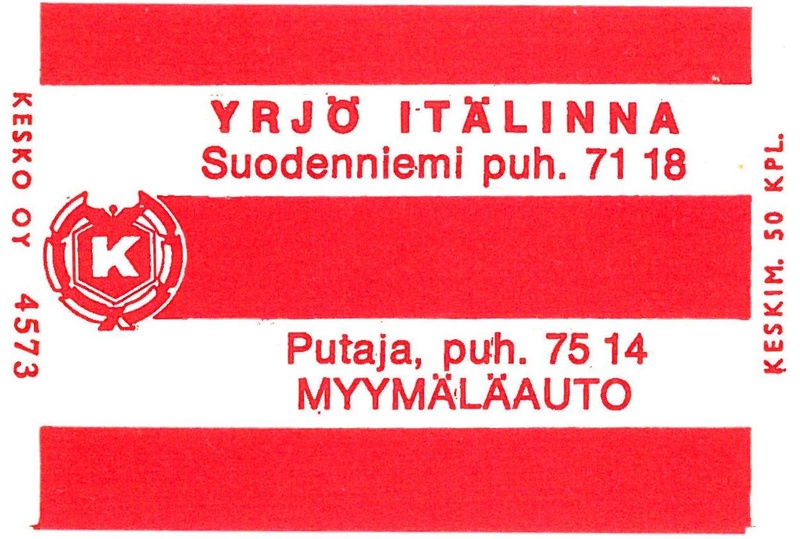 YRJÖ ITÄLINNA
Suodenniemi puh. 71 18
K
Putaja, puh. 75 14
MYYMÄLÄAUTO
KESKO OY 4573
KESKIM. 50 KPL.